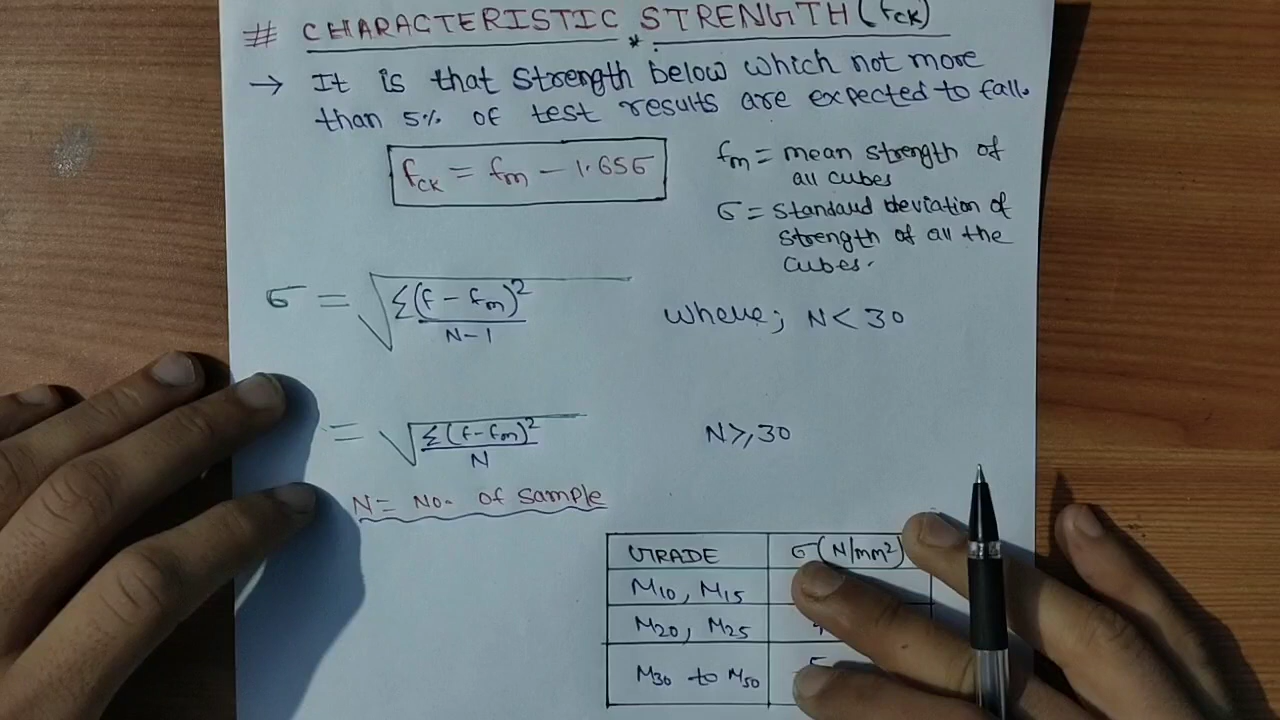 # CHARACTERISTIC STRENGTH (fck)
*
→ It is that strength below which not more
than 5% of test results are expected to fall.
fck = fm - 1.65σ
fm = mean strength of
all cubes
σ = standard deviation of
strength of all the
cubes.
σ = √Σ(f - fm)²/N-1
where; N < 30
= √Σ(f-fm)²/N
N ≥ 30
N = No. of sample
GRADE σ (N/mm²)
M10, M15
M20, M25
M30 to M50 5